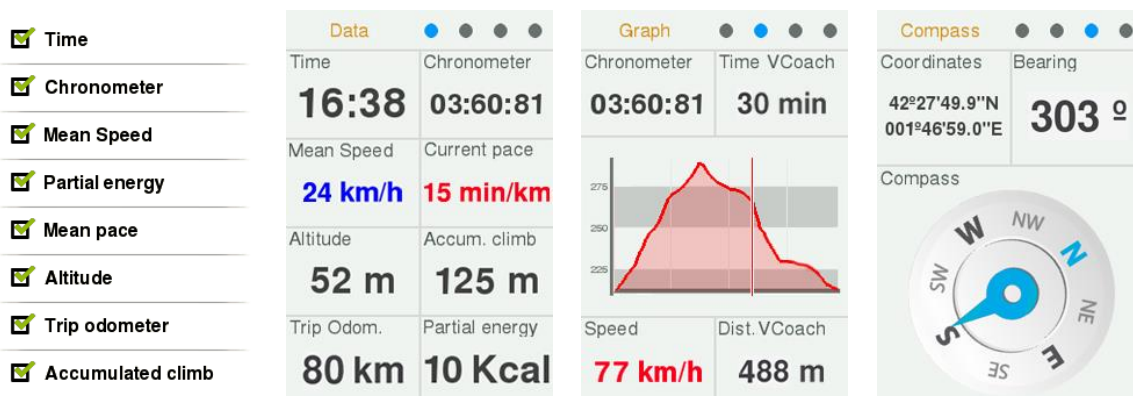 Time
Chronometer
Mean Speed
Partial energy
Mean pace
Altitude
Trip odometer
Accumulated climb
Data
Time Chronometer
16:38 03:60:81
Mean Speed Current pace
24 km/h 15 min/km
Altitude Accum. climb
52 m 125 m
Trip Odom. Partial energy
80 km 10 Kcal
Graph
Chronometer Time VCoach
03:60:81 30 min
275
250
225
Speed Dist. VCoach
77 km/h 488 m
Compass
Coordinates Bearing
42º27'49.9"N
001º46'59.0"E
303 º
Compass
W NW N
SW NE
S SE E